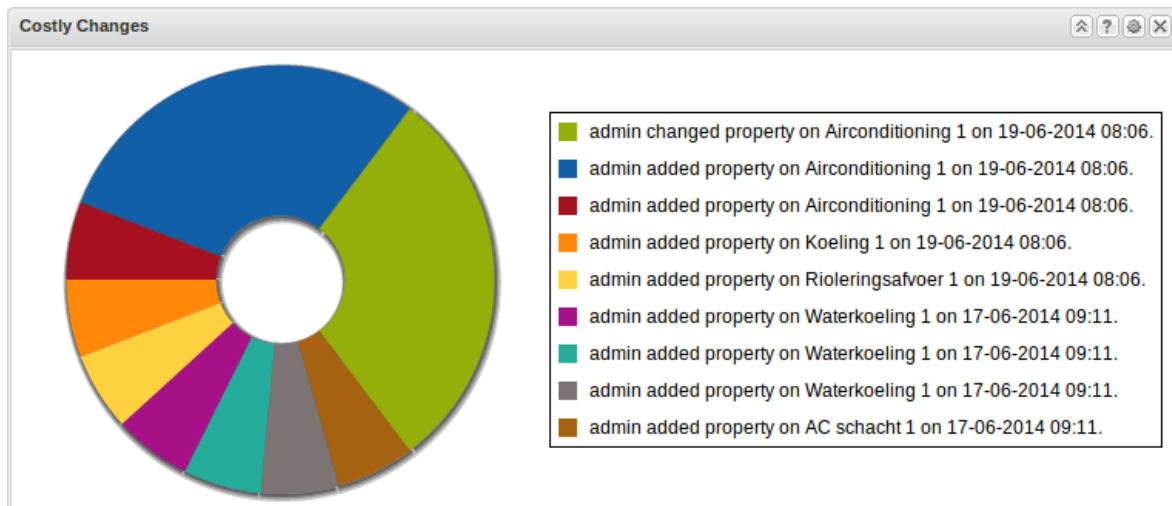 Costly Changes
admin changed property on Airconditioning 1 on 19-06-2014 08:06.
admin added property on Airconditioning 1 on 19-06-2014 08:06.
admin added property on Airconditioning 1 on 19-06-2014 08:06.
admin added property on Koeling 1 on 19-06-2014 08:06.
admin added property on Rioleringsafvoer 1 on 19-06-2014 08:06.
admin added property on Waterkoeling 1 on 17-06-2014 09:11.
admin added property on Waterkoeling 1 on 17-06-2014 09:11.
admin added property on Waterkoeling 1 on 17-06-2014 09:11.
admin added property on AC schacht 1 on 17-06-2014 09:11.